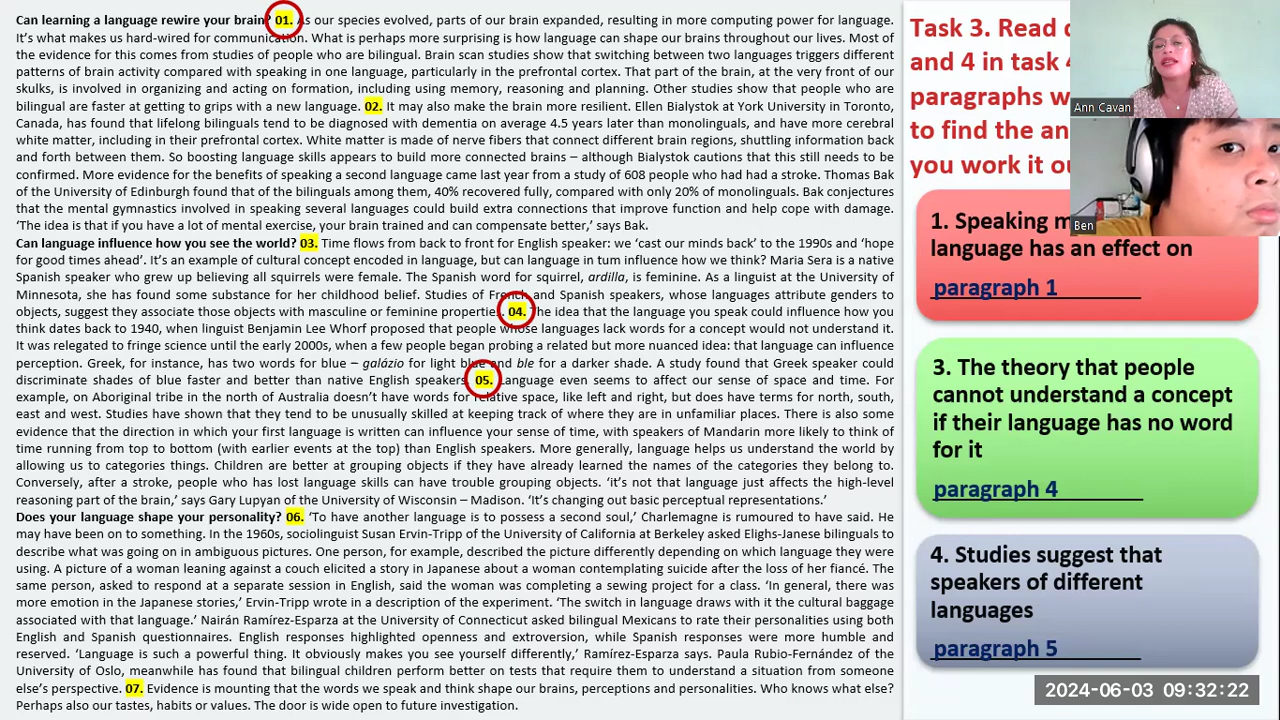 Can learning a language rewire your brain? 01. As our species evolved, parts of our brain expanded, resulting in more computing power for language.
It's what makes us hard-wired for communication. What is perhaps more surprising is how language can shape our brains throughout our lives. Most of
the evidence for this comes from studies of people who are bilingual. Brain scan studies show that switching between two languages triggers different
patterns of brain activity compared with speaking in one language, particularly in the prefrontal cortex. That part of the brain, at the very front of our
skulks, is involved in organizing and acting on formation, including using memory, reasoning and planning. Other studies show that people who are
bilingual are faster at getting to grips with a new language. 02. It may also make the brain more resilient. Ellen Bialystok at York University in Toronto,
Canada, has found that lifelong bilinguals tend to be diagnosed with dementia on average 4.5 years later than monolinguals, and have more cerebral
white matter, including in their prefrontal cortex. White matter is made of nerve fibers that connect different brain regions, shuttling information back
and forth between them. So boosting language skills appears to build more connected brains – although Bialystok cautions that this still needs to be
confirmed. More evidence for the benefits of speaking a second language came last year from a study of 608 people who had had a stroke. Thomas Bak
of the University of Edinburgh found that of the bilinguals among them, 40% recovered fully, compared with only 20% of monolinguals. Bak conjectures
that the mental gymnastics involved in speaking several languages could build extra connections that improve function and help cope with damage.
'The idea is that if you have a lot of mental exercise, your brain trained and can compensate better,' says Bak.
Can language influence how you see the world? 03. Time flows from back to front for English speaker: we 'cast our minds back' to the 1990s and 'hope
for good times ahead'. It's an example of cultural concept encoded in language, but can language in tum influence how we think? Maria Sera is a native
Spanish speaker who grew up believing all squirrels were female. The Spanish word for squirrel, ardilla, is feminine. As a linguist at the University of
Minnesota, she has found some substance for her childhood belief. Studies of French and Spanish speakers, whose languages attribute genders to
objects, suggest they associate those objects with masculine or feminine properties. 04. The idea that the language you speak could influence how you
think dates back to 1940, when linguist Benjamin Lee Whorf proposed that people whose languages lack words for a concept would not understand it.
It was relegated to fringe science until the early 2000s, when a few people began probing a related but more nuanced idea: that language can influence
perception. Greek, for instance, has two words for blue – galázio for light blue and ble for a darker shade. A study found that Greek speaker could
discriminate shades of blue faster and better than native English speakers. 05. Language even seems to affect our sense of space and time. For
example, on Aboriginal tribe in the north of Australia doesn't have words for relative space, like left and right, but does have terms for north, south,
east and west. Studies have shown that they tend to be unusually skilled at keeping track of where they are in unfamiliar places. There is also some
evidence that the direction in which your first language is written can influence your sense of time, with speakers of Mandarin more likely to think of
time running from top to bottom (with earlier events at the top) than English speakers. More generally, language helps us understand the world by
allowing us to categories things. Children are better at grouping objects if they have already learned the names of the categories they belong to.
Conversely, after a stroke, people who has lost language skills can have trouble grouping objects. 'it's not that language just affects the high-level
reasoning part of the brain,' says Gary Lupyan of the University of Wisconsin – Madison. 'It's changing out basic perceptual representations.'
Does your language shape your personality? 06. 'To have another language is to possess a second soul,' Charlemagne is rumoured to have said. He
may have been on to something. In the 1960s, sociolinguist Susan Ervin-Tripp of the University of California at Berkeley asked Elighs-Janese bilinguals to
describe what was going on in ambiguous pictures. One person, for example, described the picture differently depending on which language they were
using. A picture of a woman leaning against a couch elicited a story in Japanese about a woman contemplating suicide after the loss of her fiancé. The
same person, asked to respond at a separate session in English, said the woman was completing a sewing project for a class. 'In general, there was
more emotion in the Japanese stories,' Ervin-Tripp wrote in a description of the experiment. 'The switch in language draws with it the cultural baggage
associated with that language.' Nairán Ramírez-Esparza at the University of Connecticut asked bilingual Mexicans to rate their personalities using both
English and Spanish questionnaires. English responses highlighted openness and extroversion, while Spanish responses were more humble and
reserved. 'Language is such a powerful thing. It obviously makes you see yourself differently,' Ramírez-Esparza says. Paula Rubio-Fernández of the
University of Oslo, meanwhile has found that bilingual children perform better on tests that require them to understand a situation from someone
else's perspective. 07. Evidence is mounting that the words we speak and think shape our brains, perceptions and personalities. Who knows what else?
Perhaps also our tastes, habits or values. The door is wide open to future investigation.
Task 3. Read
and 4 in task
paragraphs
to find the
you work it
Ann Cavan
Ben
1. Speaking
language has an effect on
paragraph 1
3. The theory that people
cannot understand a concept
if their language has no word
for it
paragraph 4
4. Studies suggest that
speakers of different
languages
paragraph 5
2024-06-03 09:32:22